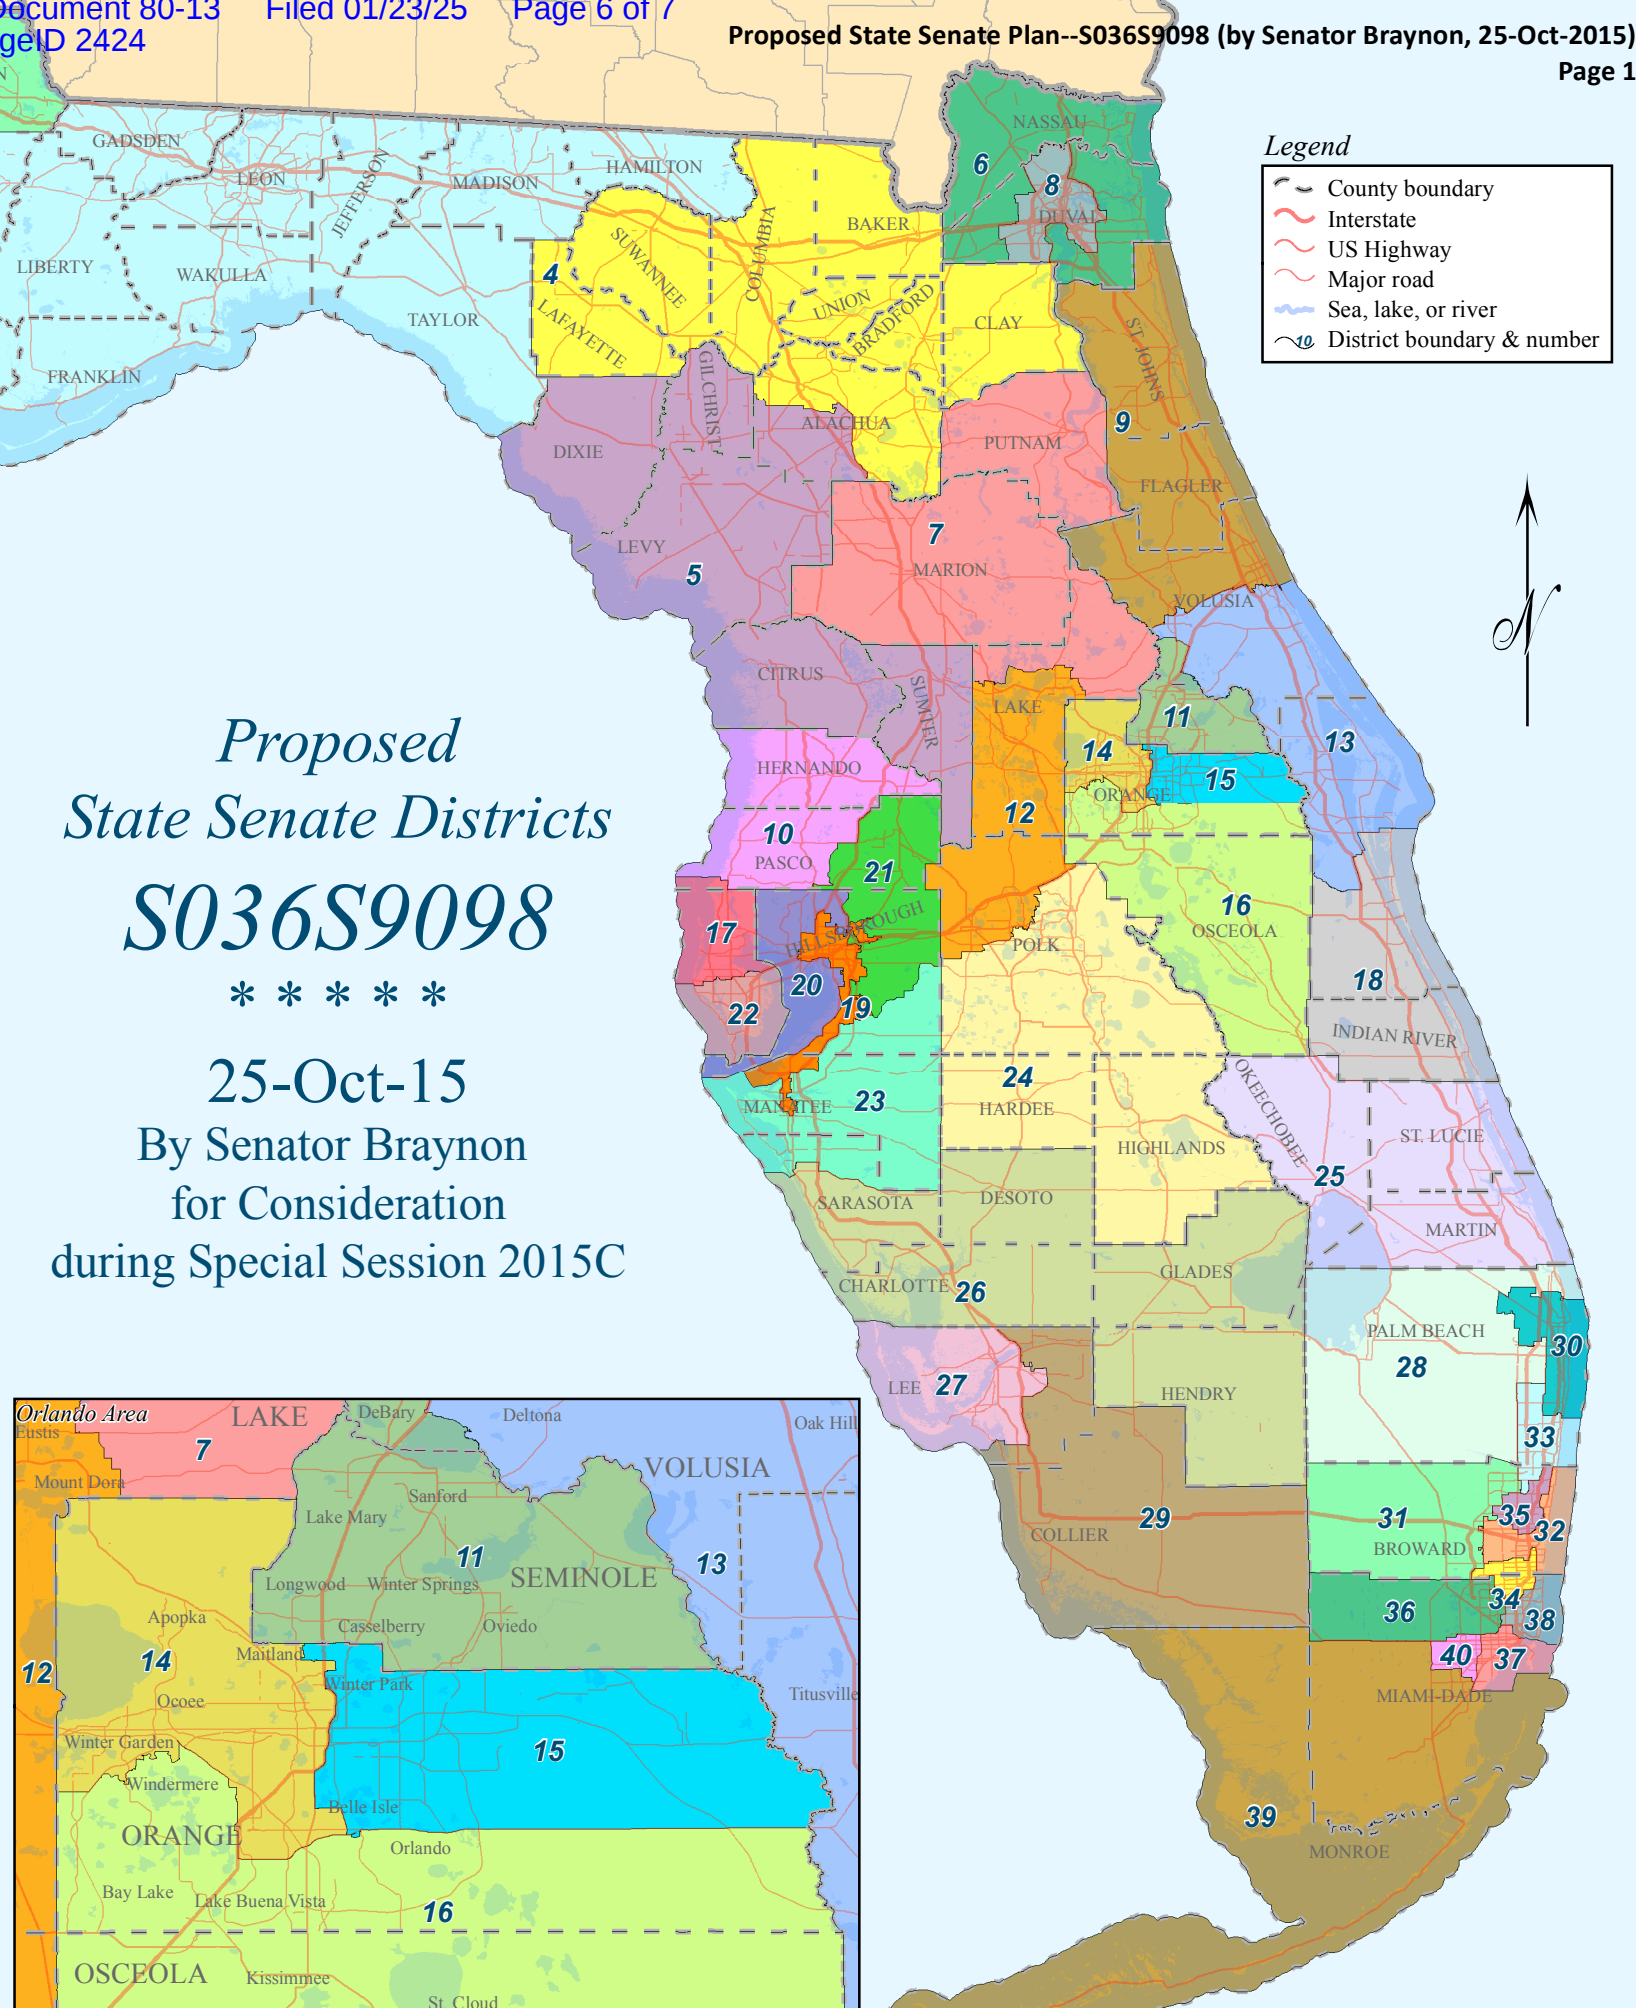 ocument 80-13 Filed 01/23/25 Page 6 of 7
geID 2424
Proposed State Senate Plan--S036S9098 (by Senator Braynon, 25-Oct-2015)
Page 1
Legend
County boundary
Interstate
US Highway
Major road
Sea, lake, or river
10 District boundary & number
N
Proposed
State Senate Districts
S036S9098
* * * * *
25-Oct-15
By Senator Braynon
for Consideration
during Special Session 2015C
N
GADSDEN
LEON
JEFFERSON
MADISON
HAMILTON
LIBERTY
WAKULLA
TAYLOR
FRANKLIN
NASSAU
6
8
DUVAL
BAKER
COLUMBIA
SUWANNEE
4
LAFAYETTE
UNION
BRADFORD
CLAY
ST. JOHNS
GILCHRIST
DIXIE
ALACHUA
PUTNAM
9
FLAGLER
LEVY
5
7
MARION
VOLUSIA
CITRUS
SUMTER
LAKE
11
13
14
15
HERNANDO
ORANGE
12
10
PASCO
21
16
OSCEOLA
17
HILLSBOROUGH
POLK
20
19
22
18
INDIAN RIVER
24
23
MANATEE
HARDEE
OKEECHOBEE
HIGHLANDS
ST. LUCIE
25
SARASOTA
DESOTO
MARTIN
CHARLOTTE
26
GLADES
PALM BEACH
30
28
LEE
27
HENDRY
33
29
COLLIER
31
35
32
BROWARD
34
36
38
40
37
MIAMI-DADE
39
MONROE
Orlando Area
Eustis
LAKE
DeBary
Deltona
Oak Hill
7
Mount Dora
VOLUSIA
Sanford
Lake Mary
11
13
SEMINOLE
Longwood
Winter Springs
Apopka
Casselberry
Oviedo
12
14
Maitland
Winter Park
Ocoee
Titusville
Winter Garden
15
Windermere
Belle Isle
ORANGE
Orlando
Bay Lake
Lake Buena Vista
16
OSCEOLA
Kissimmee
St. Cloud